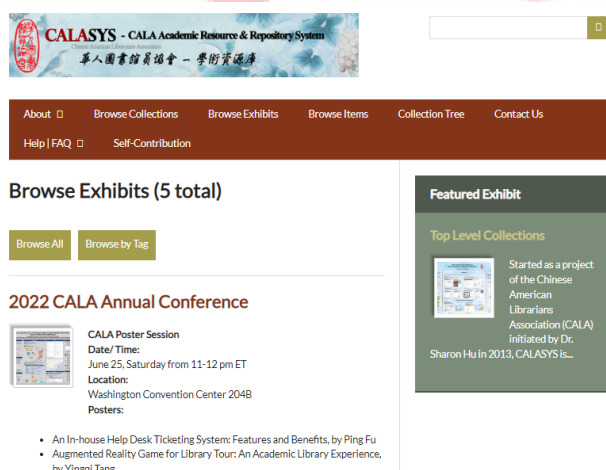 CALASYS - CALA Academic Resource & Repository System
Chinese American Librarians Association
華人圖書館員協會 - 學術資源庫
About
Browse Collections
Browse Exhibits
Browse Items
Collection Tree
Contact Us
Help | FAQ
Self-Contribution
Browse Exhibits (5 total)
Browse All
Browse by Tag
2022 CALA Annual Conference
CALA Poster Session
Date/ Time:
June 25, Saturday from 11-12 pm ET
Location:
Washington Convention Center 204B
Posters:
• An In-house Help Desk Ticketing System: Features and Benefits, by Ping Fu
• Augmented Reality Game for Library Tour: An Academic Library Experience,
by Yingqi Tang
Featured Exhibit
Top Level Collections
Started as a project
of the Chinese
American
Librarians
Association (CALA)
initiated by Dr.
Sharon Hu in 2013, CALASYS is...